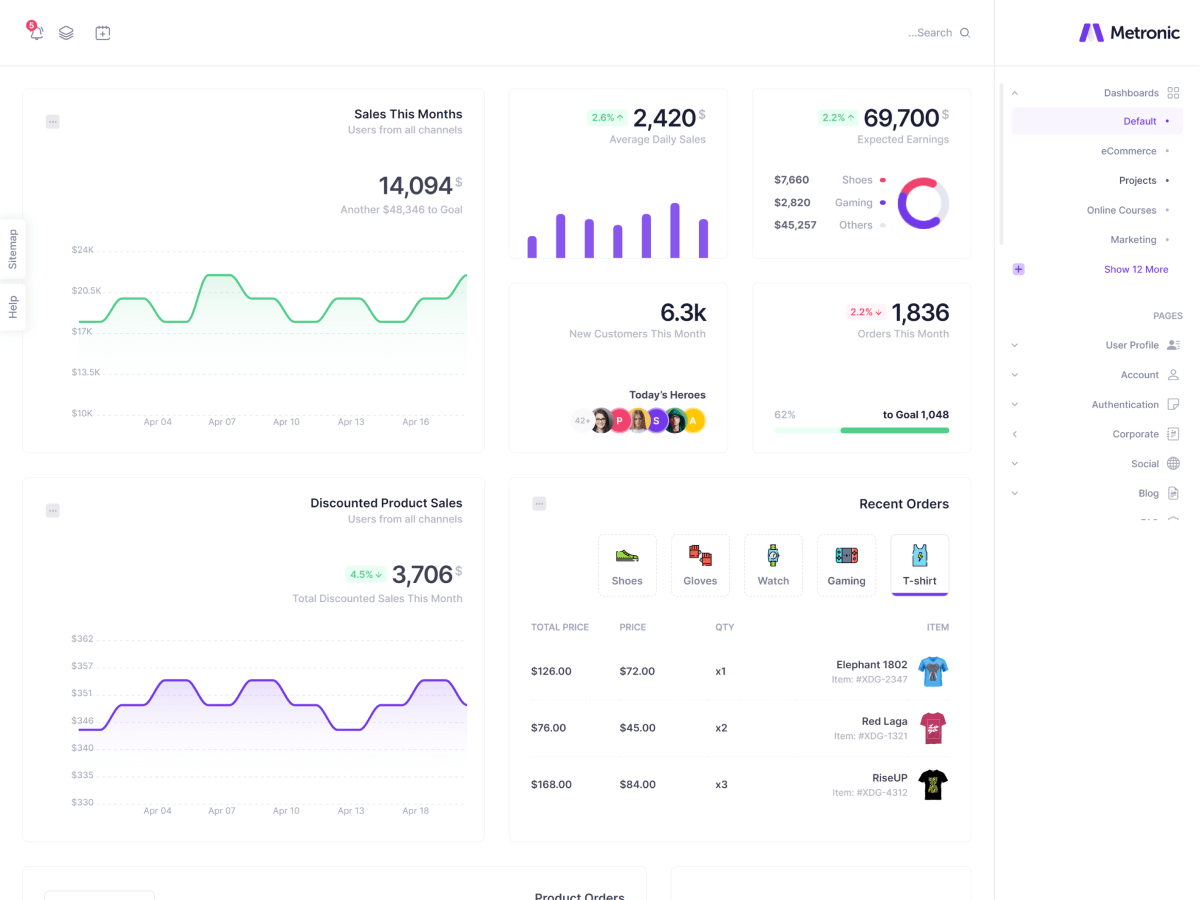 5
...Search
Metronic
Dashboards
Default
eCommerce
Projects
Online Courses
Marketing
Show 12 More
PAGES
User Profile
Account
Authentication
Corporate
Social
Blog
Sitemap
Help
Sales This Months
Users from all channels
14,094 $
Another $48,346 to Goal
$24K
$20.5K
$17K
$13.5K
$10K
Apr 04 Apr 07 Apr 10 Apr 13 Apr 16
2.6% ↑ 2,420 $
Average Daily Sales
2.2% ↑ 69,700 $
Expected Earnings
$7,660 Shoes
$2,820 Gaming
$45,257 Others
6.3k
New Customers This Month
Today's Heroes
42+ P S A
2.2% ↓ 1,836
Orders This Month
62% to Goal 1,048
Discounted Product Sales
Users from all channels
4.5% ↓ 3,706 $
Total Discounted Sales This Month
$362
$357
$351
$346
$340
$335
$330
Apr 04 Apr 07 Apr 10 Apr 13 Apr 18
Recent Orders
Shoes Gloves Watch Gaming T-shirt
TOTAL PRICE PRICE QTY ITEM
$126.00 $72.00 x1 Elephant 1802
Item: #XDG-2347
$76.00 $45.00 x2 Red Laga
Item: #XDG-1321
$168.00 $84.00 x3 RiseUP
Item: #XDG-4312
Product Orders